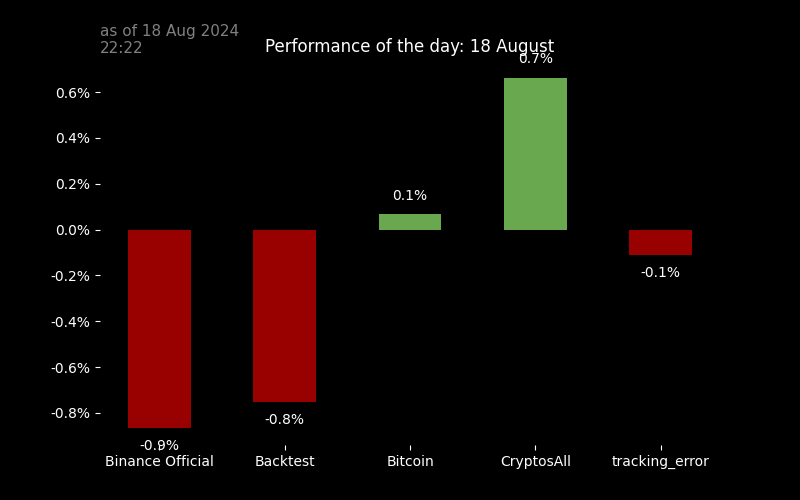 as of 18 Aug 2024
22:22
Performance of the day: 18 August
0.7%
0.6%
0.4%
0.2%
0.1%
0.0%
-0.2%
-0.1%
-0.4%
-0.6%
-0.8%
-0.8%
-0.9%
Binance Official
Backtest
Bitcoin
CryptosAll
tracking_error